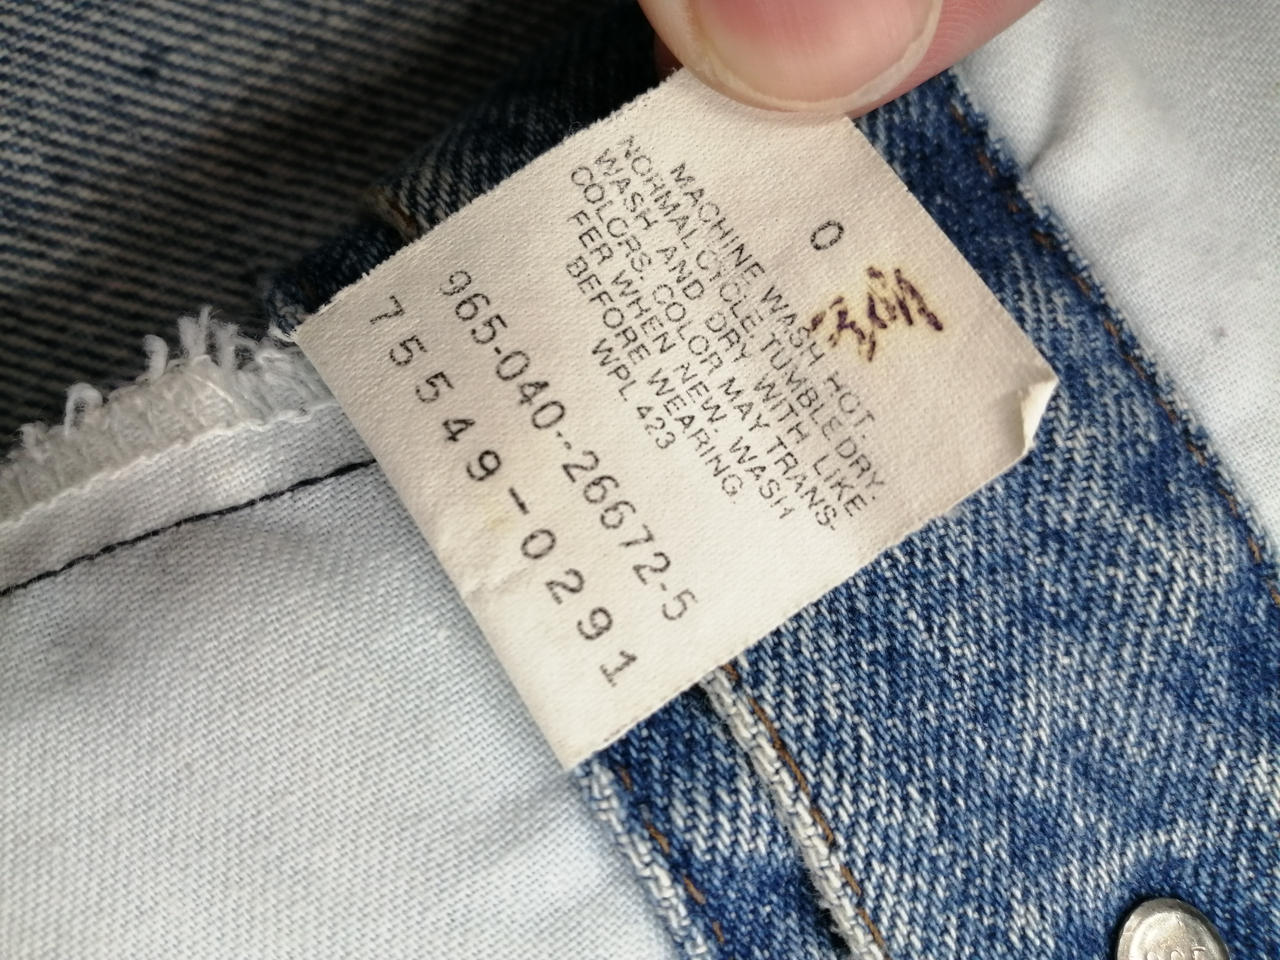 0
MACHINE WASH, HOT.
NORMAL CYCLE. TUMBLE DRY.
WASH AND DRY WITH LIKE
COLORS. COLOR MAY TRANS-
FER WHEN NEW. WASH
BEFORE WEARING.
WPL 423
965-040--26672-5
75549-0291